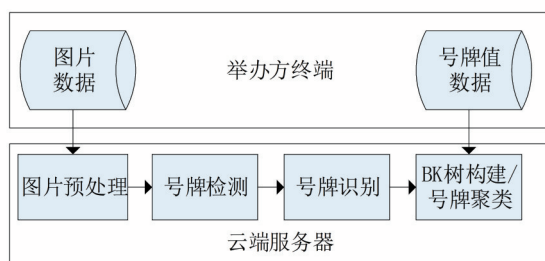 图片
数据
举办方终端
号牌值
数据
图片预处理
号牌检测
号牌识别
BK树构建/
号牌聚类
云端服务器